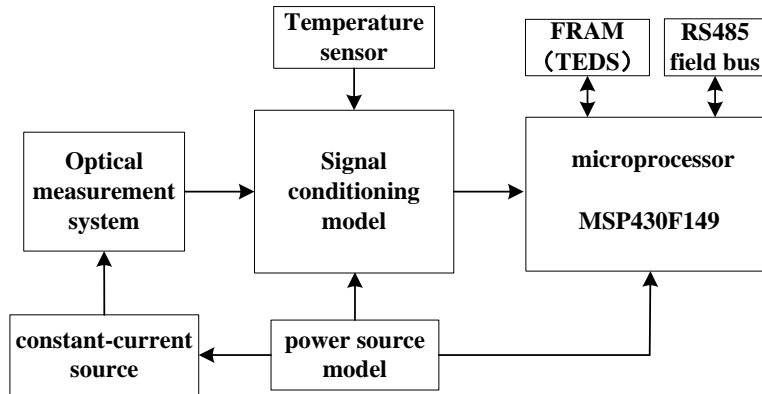 Temperature
sensor
FRAM
（TEDS）
RS485
field bus
Optical
measurement
system
Signal
conditioning
model
microprocessor
MSP430F149
constant-current
source
power source
model